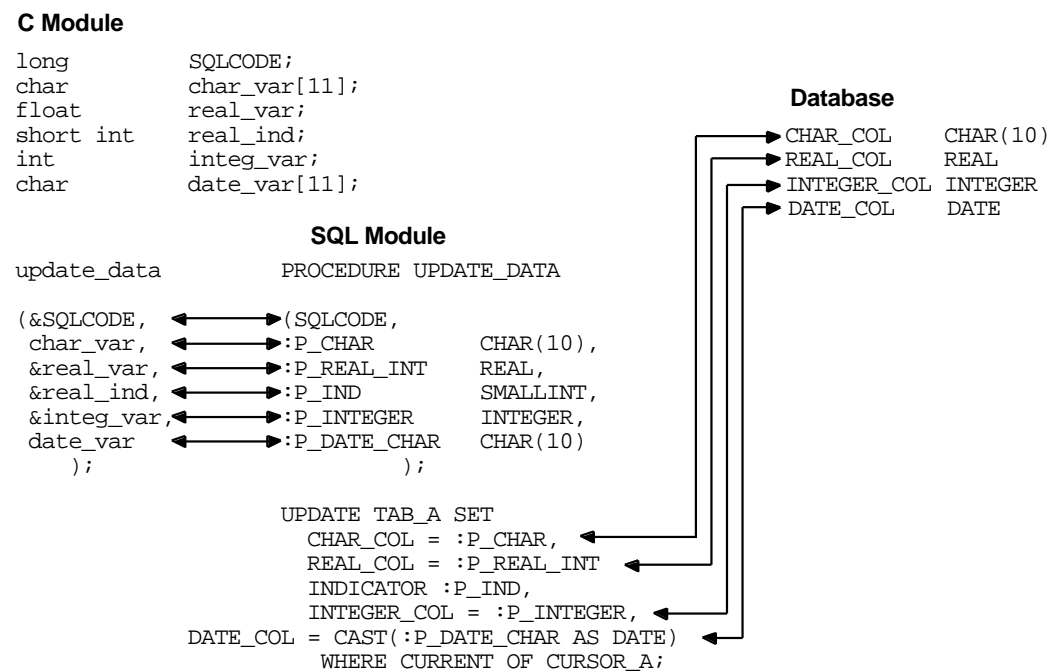 C Module
long SQLCODE;
char char_var[11];
float real_var;
short int real_ind;
int integ_var;
char date_var[11];
Database
CHAR_COL CHAR(10)
REAL_COL REAL
INTEGER_COL INTEGER
DATE_COL DATE
SQL Module
update_data PROCEDURE UPDATE_DATA
(&SQLCODE, (SQLCODE,
char_var, :P_CHAR CHAR(10),
&real_var, :P_REAL_INT REAL,
&real_ind, :P_IND SMALLINT,
&integ_var, :P_INTEGER INTEGER,
date_var :P_DATE_CHAR CHAR(10)
); );
UPDATE TAB_A SET
CHAR_COL = :P_CHAR,
REAL_COL = :P_REAL_INT
INDICATOR :P_IND,
INTEGER_COL = :P_INTEGER,
DATE_COL = CAST(:P_DATE_CHAR AS DATE)
WHERE CURRENT OF CURSOR_A;